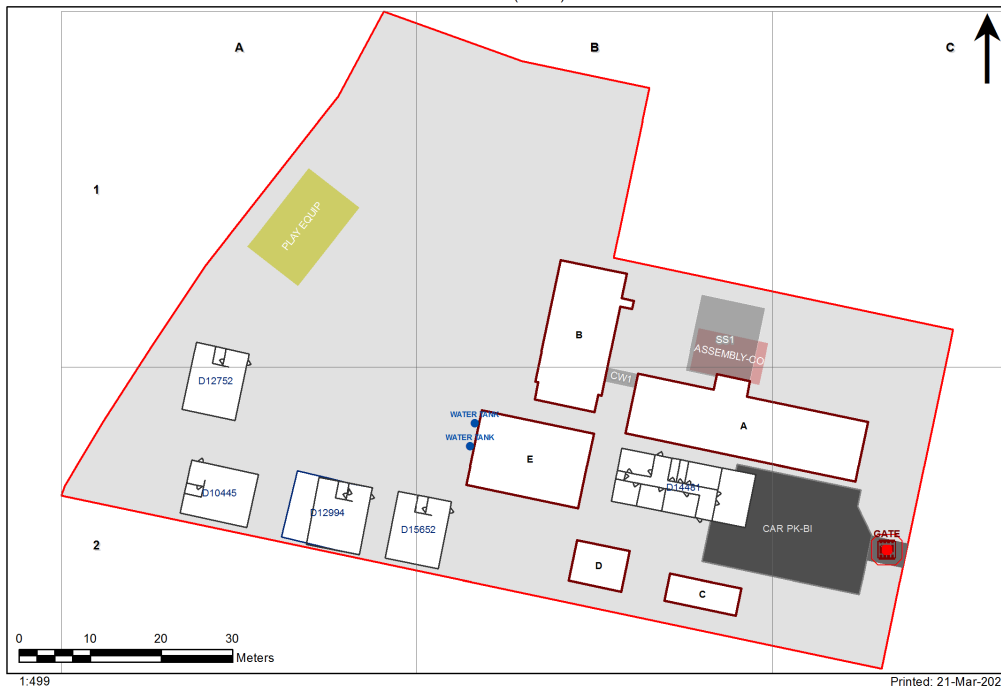 A
B
C
1
PLAY EQUIP
B
SS1
ASSEMBLY-CO
CW1
D12752
WATER TANK
WATER TANK
A
E
D14481
D10445
D12994
D15652
CAR PK-BI
GATE
2
D
C
0 10 20 30
Meters
1:499
Printed: 21-Mar-202